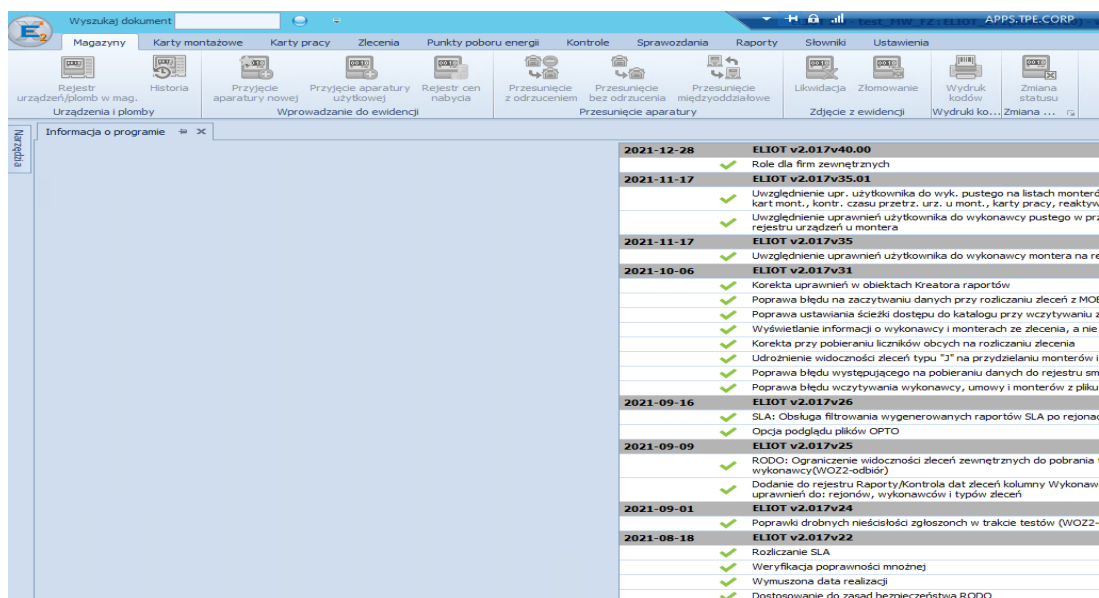 Wyszukaj dokument
test_MW_FZ : ELIOT
APPS.TPE.CORP
E2
Magazyny Karty montażowe Karty pracy Zlecenia Punkty poboru energii Kontrole Sprawozdania Raporty Słowniki Ustawienia
Rejestr urządzeń/plomb w mag.
Historia
Przyjęcie aparatury nowej
Przyjęcie aparatury użytkowej
Rejestr cen nabycia
Przesunięcie z odrzuceniem
Przesunięcie bez odrzucenia
Przesunięcie międzyoddziałowe
Likwidacja
Złomowanie
Wydruk kodów
Zmiana statusu
Urządzenia i plomby
Wprowadzanie do ewidencji
Przesunięcie aparatury
Zdjęcie z ewidencji
Wydruki ko...
Zmiana ...
Narzędzia
Informacja o programie
2021-12-28 ELIOT v2.017v40.00
Role dla firm zewnętrznych
2021-11-17 ELIOT v2.017v35.01
Uwzględnienie upr. użytkownika do wyk. pustego na listach monteró
kart mont., kontr. czasu przetrz. urz. u mont., karty pracy, reaktyw
Uwzględnienie uprawnień użytkownika do wykonawcy pustego w prz
rejestru urządzeń u montera
2021-11-17 ELIOT v2.017v35
Uwzględnienie uprawnień użytkownika do wykonawcy montera na re
2021-10-06 ELIOT v2.017v31
Korekta uprawnień w obiektach Kreatora raportów
Poprawa błędu na zaczytywaniu danych przy rozliczaniu zleceń z MOB
Poprawa ustawiania ścieżki dostępu do katalogu przy wczytywaniu z
Wyświetlanie informacji o wykonawcy i monterach ze zlecenia, a nie
Korekta przy pobieraniu liczników obcych na rozliczaniu zlecenia
Udrożnienie widoczności zleceń typu "J" na przydzielaniu monterów i
Poprawa błędu występującego na pobieraniu danych do rejestru sm
Poprawa błędu wczytywania wykonawcy, umowy i monterów z pliku
2021-09-16 ELIOT v2.017v26
SLA: Obsługa filtrowania wygenerowanych raportów SLA po rejonac
Opcja podglądu plików OPTO
2021-09-09 ELIOT v2.017v25
RODO: Ograniczenie widoczności zleceń zewnętrznych do pobrania t
wykonawcy(WOZ2-odbiór)
Dodanie do rejestru Raporty/Kontrola dat zleceń kolumny Wykonaw
uprawnień do: rejonów, wykonawców i typów zleceń
2021-09-01 ELIOT v2.017v24
Poprawki drobnych nieścisłości zgłoszonch w trakcie testów (WOZ2-
2021-08-18 ELIOT v2.017v22
Rozliczanie SLA
Weryfikacja poprawności mnożnej
Wymuszona data realizacji
Dostosowanie do zasad bezpieczeństwa RODO